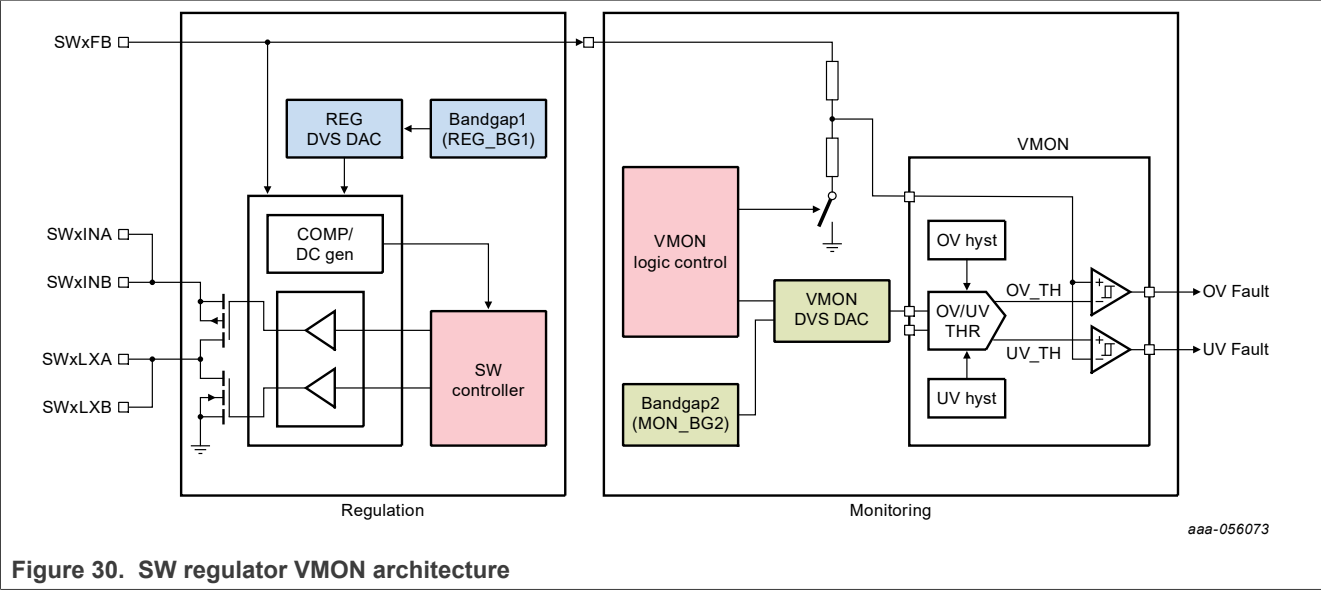 SWxFB
REG
DVS DAC
Bandgap1
(REG_BG1)
VMON
SWxINA
SWxINB
COMP/
DC gen
VMON
logic control
OV hyst
OV_TH
OV Fault
VMON
DVS DAC
OV/UV
THR
SWxLXA
SWxLXB
SW
controller
UV_TH
UV Fault
Bandgap2
(MON_BG2)
UV hyst
+
-
+
-
Regulation
Monitoring
aaa-056073
Figure 30. SW regulator VMON architecture